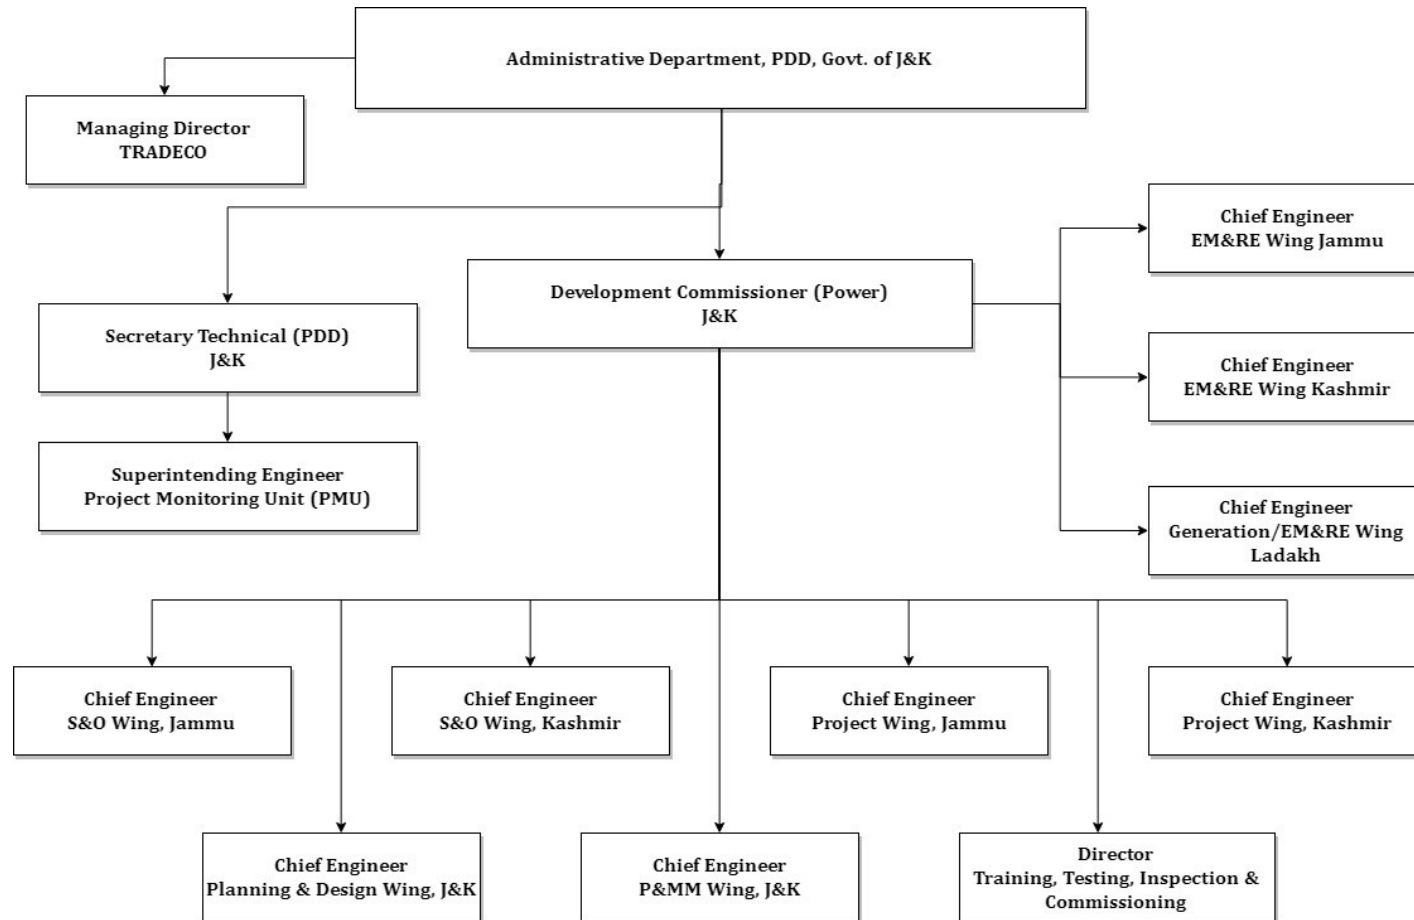 Administrative Department, PDD, Govt. of J&K
Managing Director
TRADECO
Chief Engineer
EM&RE Wing Jammu
Development Commissioner (Power)
J&K
Secretary Technical (PDD)
J&K
Chief Engineer
EM&RE Wing Kashmir
Superintending Engineer
Project Monitoring Unit (PMU)
Chief Engineer
Generation/EM&RE Wing
Ladakh
Chief Engineer
S&O Wing, Jammu
Chief Engineer
S&O Wing, Kashmir
Chief Engineer
Project Wing, Jammu
Chief Engineer
Project Wing, Kashmir
Chief Engineer
Planning & Design Wing, J&K
Chief Engineer
P&MM Wing, J&K
Director
Training, Testing, Inspection &
Commissioning